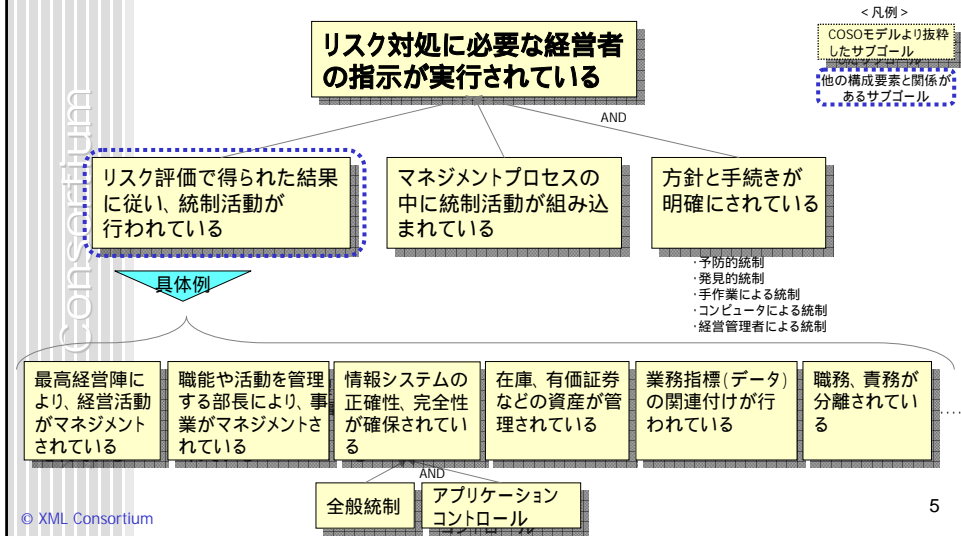 <凡例>
COSOモデルより抜粋
したサブゴール
他の構成要素と関係が
あるサブゴール
リスク対処に必要な経営者
の指示が実行されている
AND
リスク評価で得られた結果
に従い、統制活動が
行われている
マネジメントプロセスの
中に統制活動が組み込
まれている
方針と手続きが
明確にされている
・予防的統制
・発見的統制
・手作業による統制
・コンピュータによる統制
・経営管理者による統制
具体例
最高経営陣に
より、経営活動
がマネジメント
されている
職能や活動を管理
する部長により、事
業がマネジメントさ
れている
情報システムの
正確性、完全性
が確保されてい
る
在庫、有価証券
などの資産が管
理されている
業務指標(データ)
の関連付けが行
われている
職務、責務が
分離されてい
る
....
AND
全般統制
アプリケーション
コントロール
Consortium
© XML Consortium
5